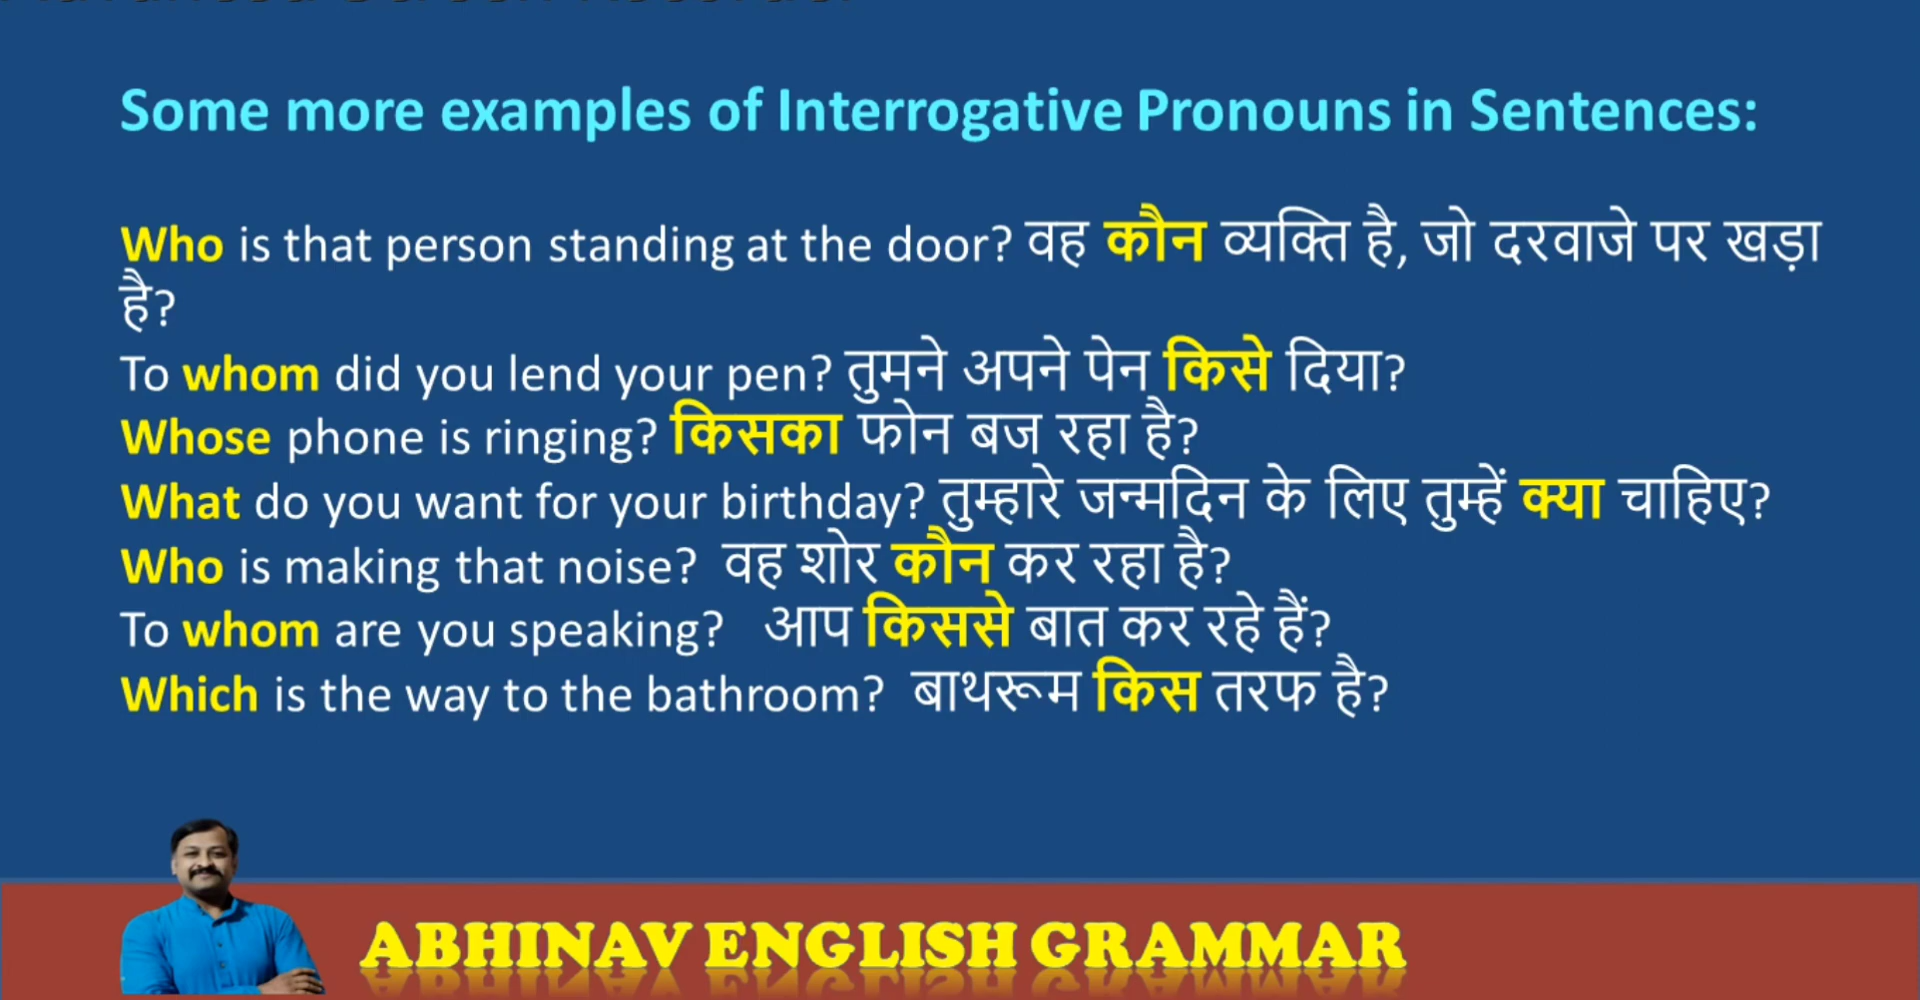 Some more examples of Interrogative Pronouns in Sentences:
Who is that person standing at the door? वह कौन व्यक्ति है, जो दरवाजे पर खड़ा
है?
To whom did you lend your pen? तुमने अपने पेन किसे दिया?
Whose phone is ringing? किसका फोन बज रहा है?
What do you want for your birthday? तुम्हारे जन्मदिन के लिए तुम्हें क्या चाहिए?
Who is making that noise? वह शोर कौन कर रहा है?
To whom are you speaking? आप किससे बात कर रहे हैं?
Which is the way to the bathroom? बाथरूम किस तरफ है?
ABHINAV ENGLISH GRAMMAR